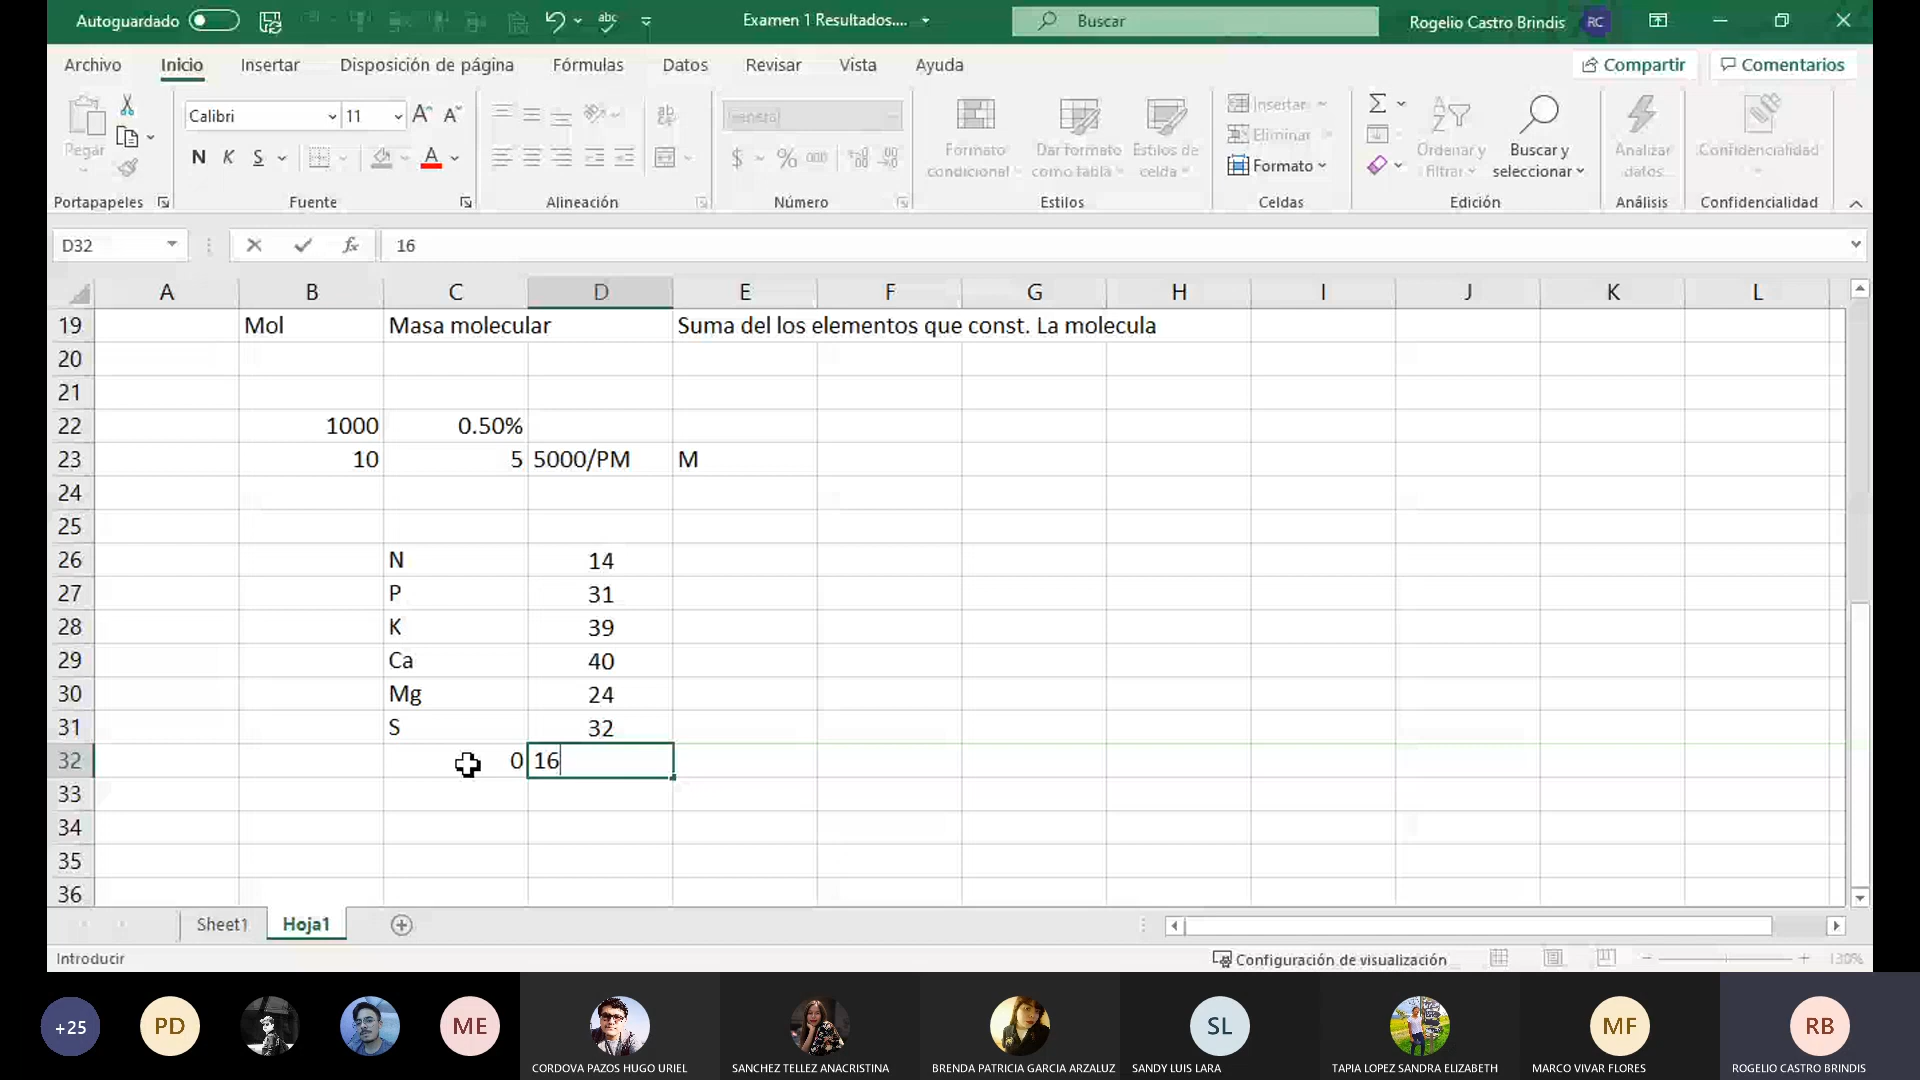 Autoguardado
Examen 1 Resultados....
Buscar
Rogelio Castro Brindis
RC
Archivo
Inicio
Insertar
Disposición de página
Fórmulas
Datos
Revisar
Vista
Ayuda
Compartir
Comentarios
Pegar
Calibri
11
N K S
General
$ % 000
Formato condicional
Dar formato como tabla
Estilos de celda
Insertar
Eliminar
Formato
Ordenar y filtrar
Buscar y seleccionar
Analizar datos
Confidencialidad
Portapapeles
Fuente
Alineación
Número
Estilos
Celdas
Edición
Análisis
Confidencialidad
D32
fx
16
A B C D E F G H I J K L
19 Mol Masa molecular Suma del los elementos que const. La molecula
20
21
22 1000 0.50%
23 10 5 5000/PM M
24
25
26 N 14
27 P 31
28 K 39
29 Ca 40
30 Mg 24
31 S 32
32 0 16
33
34
35
36
Sheet1
Hoja1
Introducir
Configuración de visualización
130%
+25
PD
ME
SL
MF
RB
CORDOVA PAZOS HUGO URIEL
SANCHEZ TELLEZ ANACRISTINA
BRENDA PATRICIA GARCIA ARZALUZ
SANDY LUIS LARA
TAPIA LOPEZ SANDRA ELIZABETH
MARCO VIVAR FLORES
ROGELIO CASTRO BRINDIS